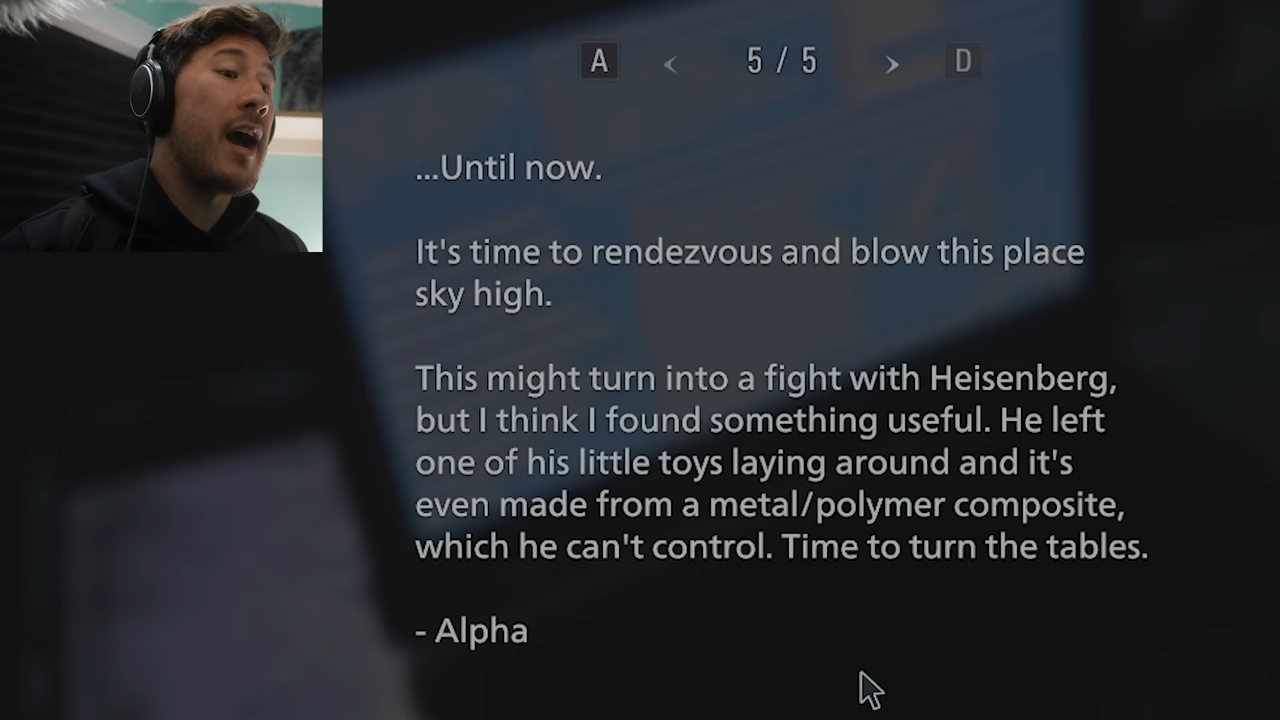 A < 5 / 5 > D
...Until now.
It's time to rendezvous and blow this place
sky high.
This might turn into a fight with Heisenberg,
but I think I found something useful. He left
one of his little toys laying around and it's
even made from a metal/polymer composite,
which he can't control. Time to turn the tables.
- Alpha